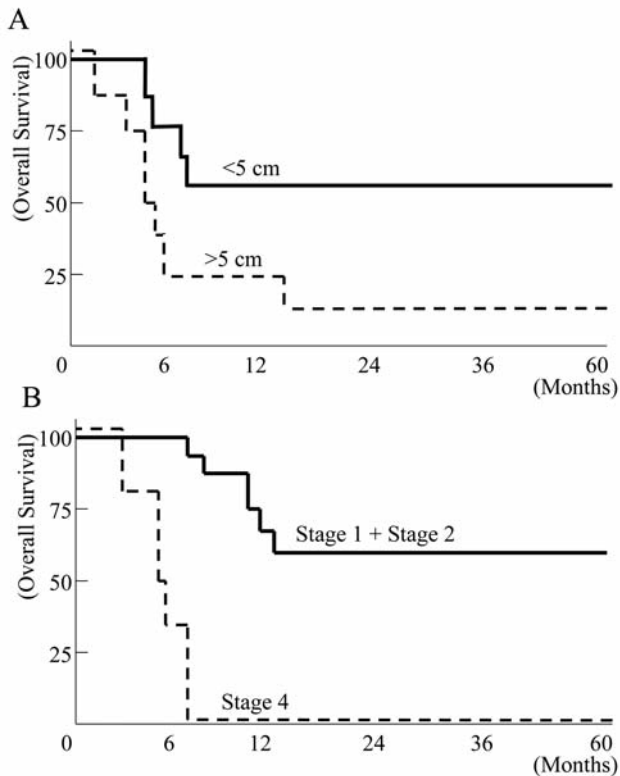 A
(Overall Survival)
100
75
50
25
<5 cm
>5 cm
0 6 12 24 36 60
(Months)
B
(Overall Survival)
100
75
50
25
Stage 1 + Stage 2
Stage 4
0 6 12 24 36 60
(Months)